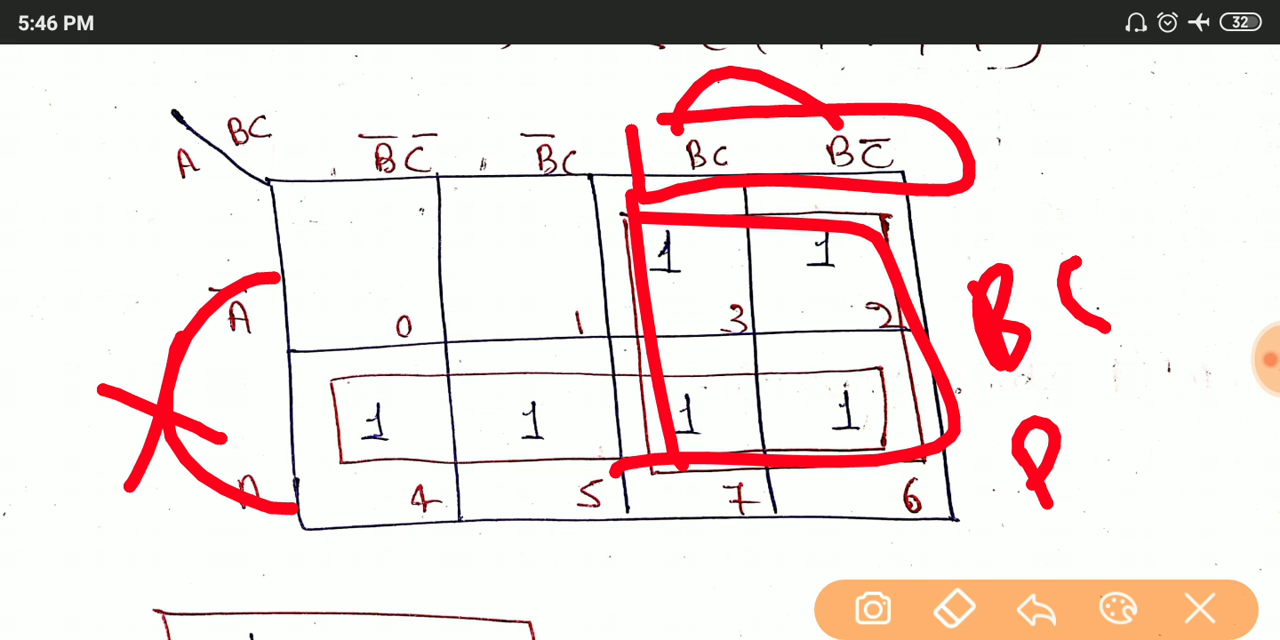 5:46 PM
32
BC
A
B̅C̅ B̅C BC BC̅
1 1
A̅
0 1 3 2
B C
1 1 1 1
P
4 5 7 6